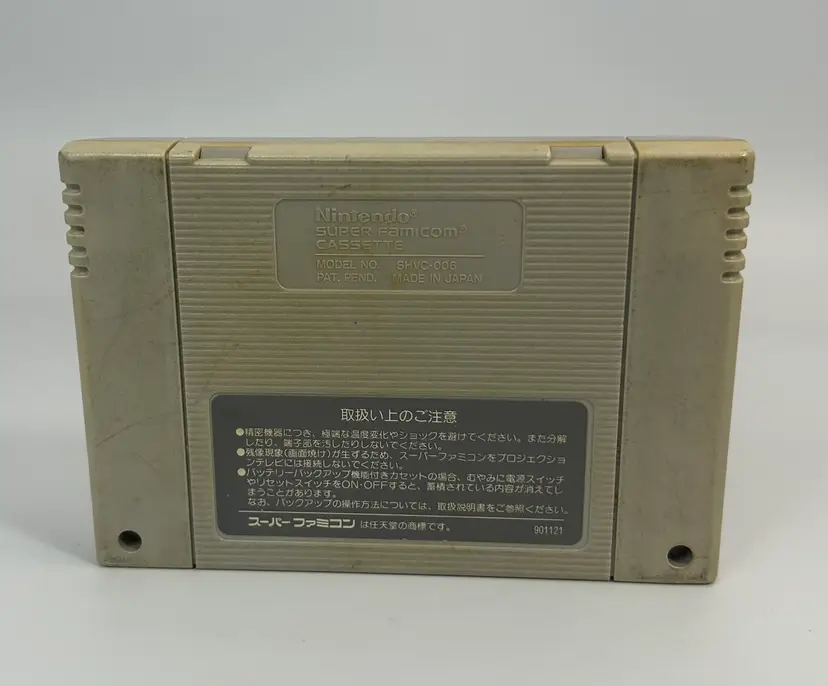 Nintendo®
SUPER FAMICOM®
CASSETTE
MODEL NO. SHVC-006
PAT. PEND. MADE IN JAPAN
取扱い上のご注意
●精密機器につき、極端な温度変化やショックを避けてください。また分解
したり、端子部を汚したりしないでください。
●残像現象(画面焼け)が生ずるため、スーパーファミコンをプロジェクショ
ンテレビには接続しないでください。
●バッテリーバックアップ機能付きカセットの場合、むやみに電源スイッチ
やリセットスイッチをON・OFFすると、蓄積されている内容が消えてし
まうことがあります。
なお、バックアップの操作方法については、取扱説明書をご参照ください。
スーパーファミコン は任天堂の商標です。 901121